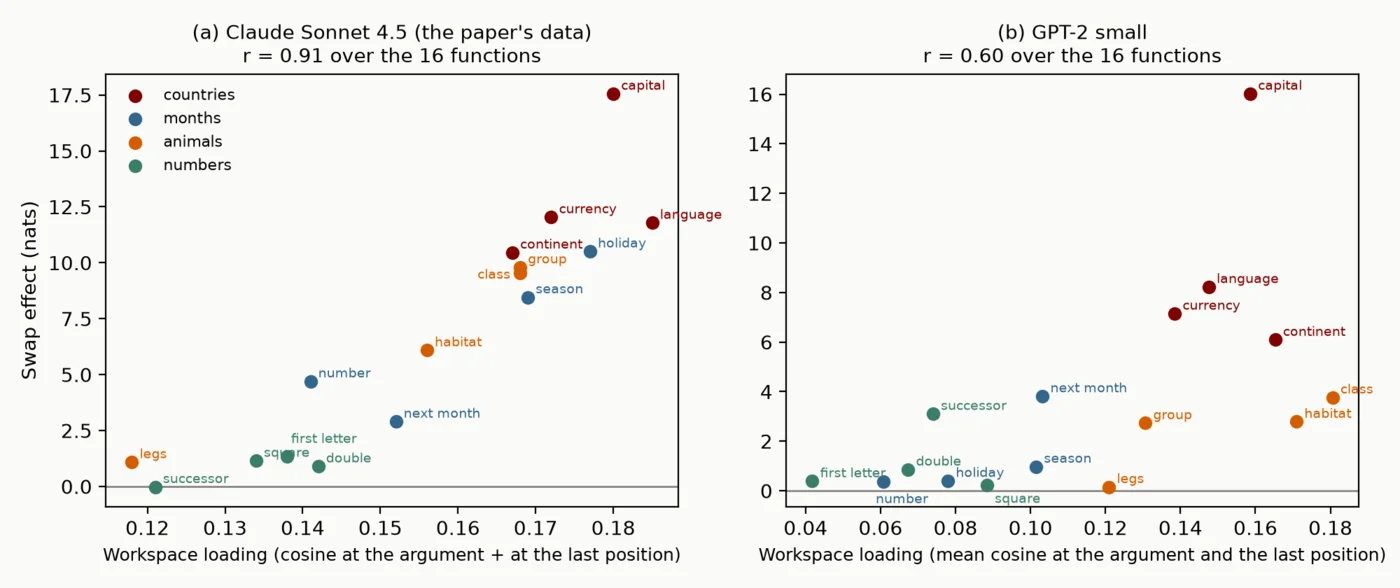 (a) Claude Sonnet 4.5 (the paper's data)
r = 0.91 over the 16 functions
countries
months
animals
numbers
capital
currency
language
continent
holiday
group
class
season
habitat
number
next month
first letter
square
double
legs
successor
17.5
15.0
12.5
10.0
7.5
5.0
2.5
0.0
Swap effect (nats)
0.12
0.13
0.14
0.15
0.16
0.17
0.18
Workspace loading (cosine at the argument + at the last position)
(b) GPT-2 small
r = 0.60 over the 16 functions
capital
language
currency
continent
class
next month
successor
group
habitat
season
double
first letter
holiday
legs
number
square
16
14
12
10
8
6
4
2
0
0.04
0.06
0.08
0.10
0.12
0.14
0.16
0.18
Workspace loading (mean cosine at the argument and the last position)